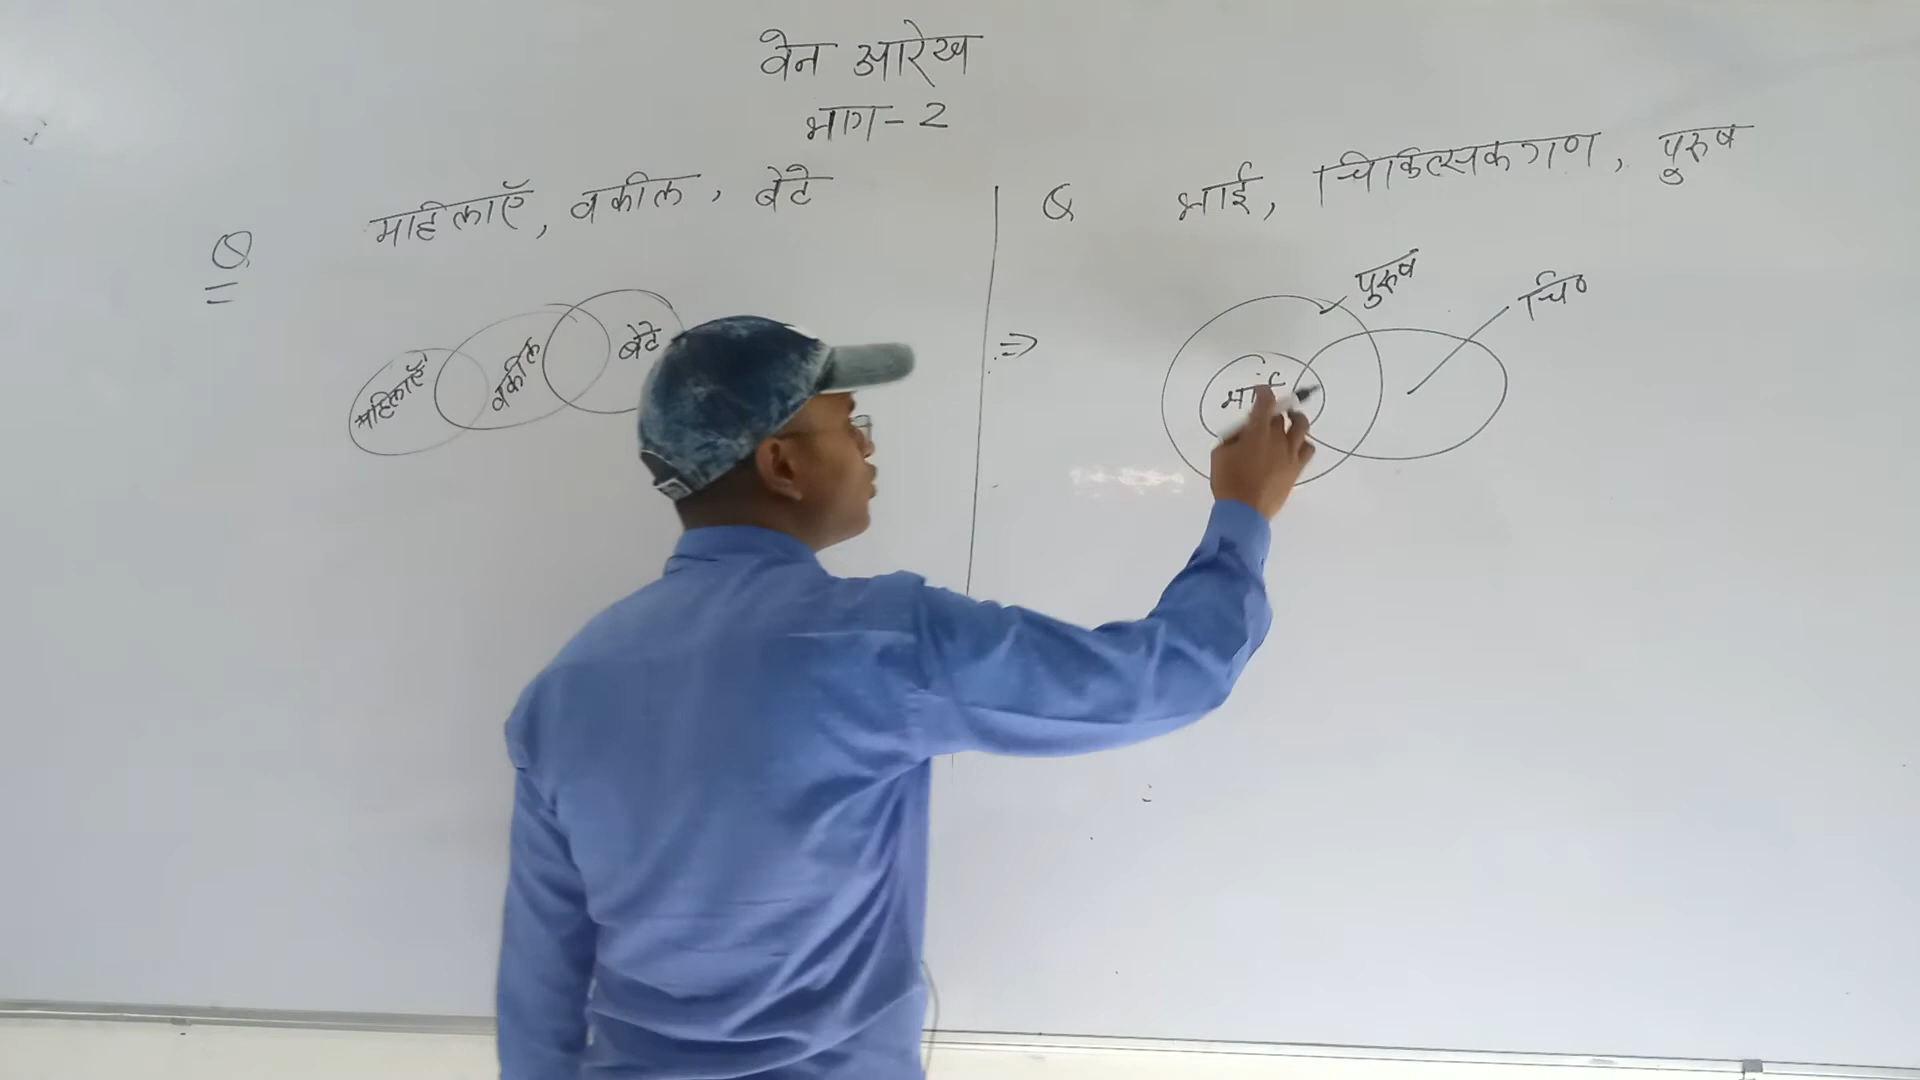 वेन आरेख
भाग-2
Q महिलाएँ, वकील, बेटे
महिलाएँ वकील बेटे
Q भाई, चिकित्सकगण, पुरुष
⇒ पुरुष चि०
भाई